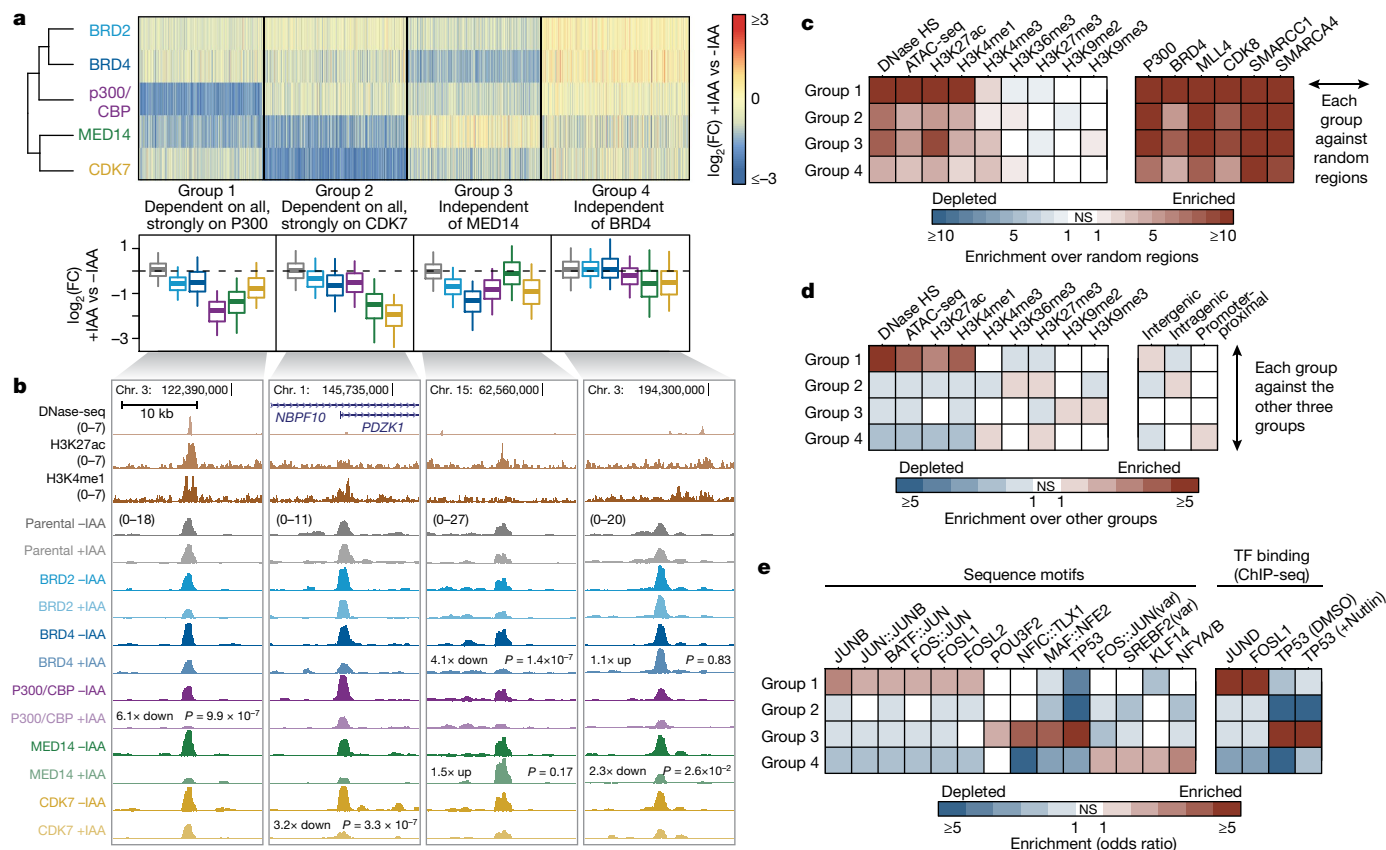 a
BRD2
BRD4
p300/
CBP
MED14
CDK7
≥3
0
≤–3
log2(FC) +IAA vs -IAA
Group 1
Dependent on all,
strongly on P300
Group 2
Dependent on all,
strongly on CDK7
Group 3
Independent
of MED14
Group 4
Independent
of BRD4
log2(FC)
+IAA vs –IAA
1
–1
–3
b
Chr. 3: 122,390,000
10 kb
Chr. 1: 145,735,000
NBPF10
PDZK1
Chr. 15: 62,560,000
Chr. 3: 194,300,000
DNase-seq
(0–7)
H3K27ac
(0–7)
H3K4me1
(0–7)
Parental –IAA
(0–18)
(0–11)
(0–27)
(0–20)
Parental +IAA
BRD2 –IAA
BRD2 +IAA
BRD4 –IAA
BRD4 +IAA
4.1× down P = 1.4×10–7
1.1× up P = 0.83
P300/CBP –IAA
P300/CBP +IAA
6.1× down P = 9.9 × 10–7
MED14 –IAA
MED14 +IAA
1.5× up P = 0.17
2.3× down P = 2.6×10–2
CDK7 –IAA
CDK7 +IAA
3.2× down P = 3.3 × 10–7
c
DNase HS
ATAC-seq
H3K27ac
H3K4me1
H3K4me3
H3K36me3
H3K27me3
H3K9me2
H3K9me3
P300
BRD4
MLL4
CDK8
SMARCC1
SMARCA4
Group 1
Group 2
Group 3
Group 4
Each
group
against
random
regions
Depleted
NS
Enriched
≥10 5 1 1 5 ≥10
Enrichment over random regions
d
DNase HS
ATAC-seq
H3K27ac
H3K4me1
H3K4me3
H3K36me3
H3K27me3
H3K9me2
H3K9me3
Intergenic
Intragenic
Promoter-
proximal
Group 1
Group 2
Group 3
Group 4
Each group
against the
other three
groups
Depleted
NS
Enriched
≥5 1 1 ≥5
Enrichment over other groups
e
Sequence motifs
TF binding
(ChIP-seq)
JUNB
JUN::JUNB
BATF::JUN
FOS::JUN
FOSL1
FOSL2
POU3F2
NFIC::TLX1
MAF::NFE2
TP53
FOS::JUN(var)
SREBF2(var)
KLF14
NFYA/B
JUND
FOSL1
TP53 (DMSO)
TP53 (+Nutlin)
Group 1
Group 2
Group 3
Group 4
Depleted
NS
Enriched
≥5 1 1 ≥5
Enrichment (odds ratio)